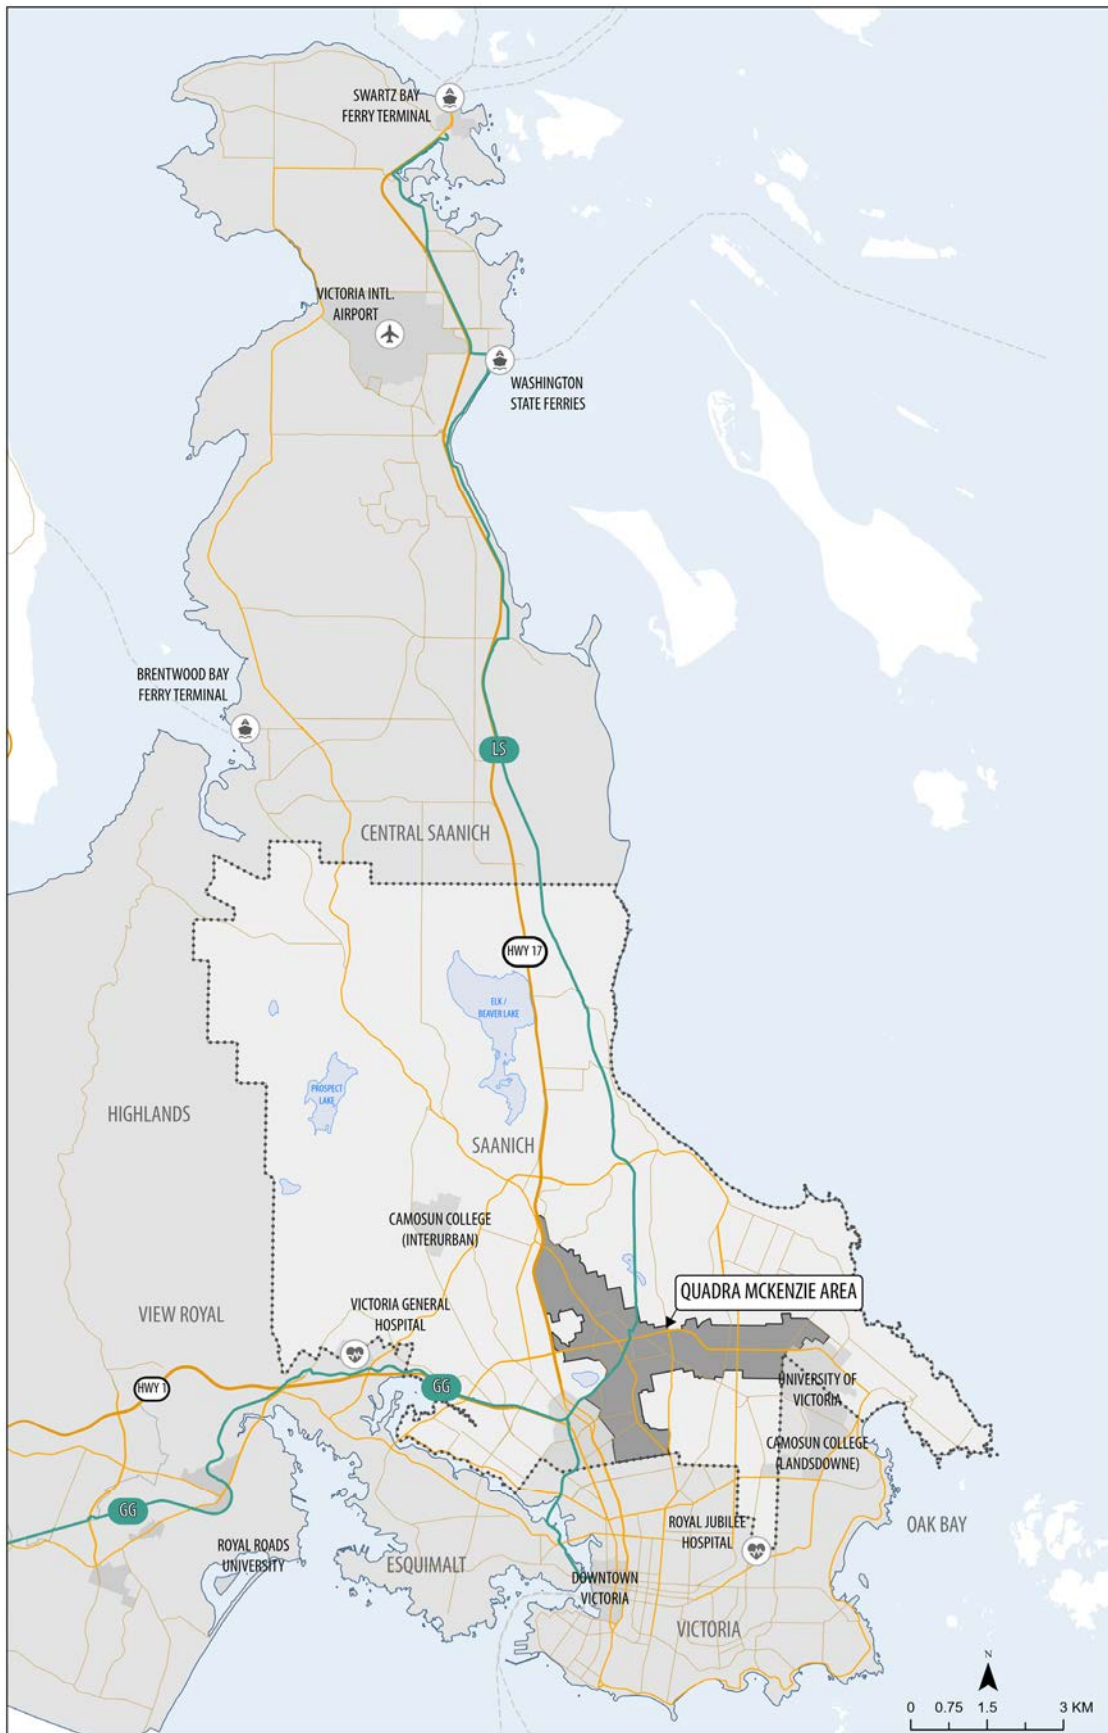 SWARTZ BAY
FERRY TERMINAL
VICTORIA INTL.
AIRPORT
WASHINGTON
STATE FERRIES
BRENTWOOD BAY
FERRY TERMINAL
LS
CENTRAL SAANICH
HWY 17
ELK /
BEAVER LAKE
PROSPECT
LAKE
HIGHLANDS
SAANICH
CAMOSUN COLLEGE
(INTERURBAN)
QUADRA MCKENZIE AREA
VIEW ROYAL
VICTORIA GENERAL
HOSPITAL
HWY 1
GG
UNIVERSITY OF
VICTORIA
CAMOSUN COLLEGE
(LANDSDOWNE)
GG
ROYAL JUBILEE
HOSPITAL
OAK BAY
ROYAL ROADS
UNIVERSITY
ESQUIMALT
DOWNTOWN
VICTORIA
VICTORIA
N
0 0.75 1.5 3 KM